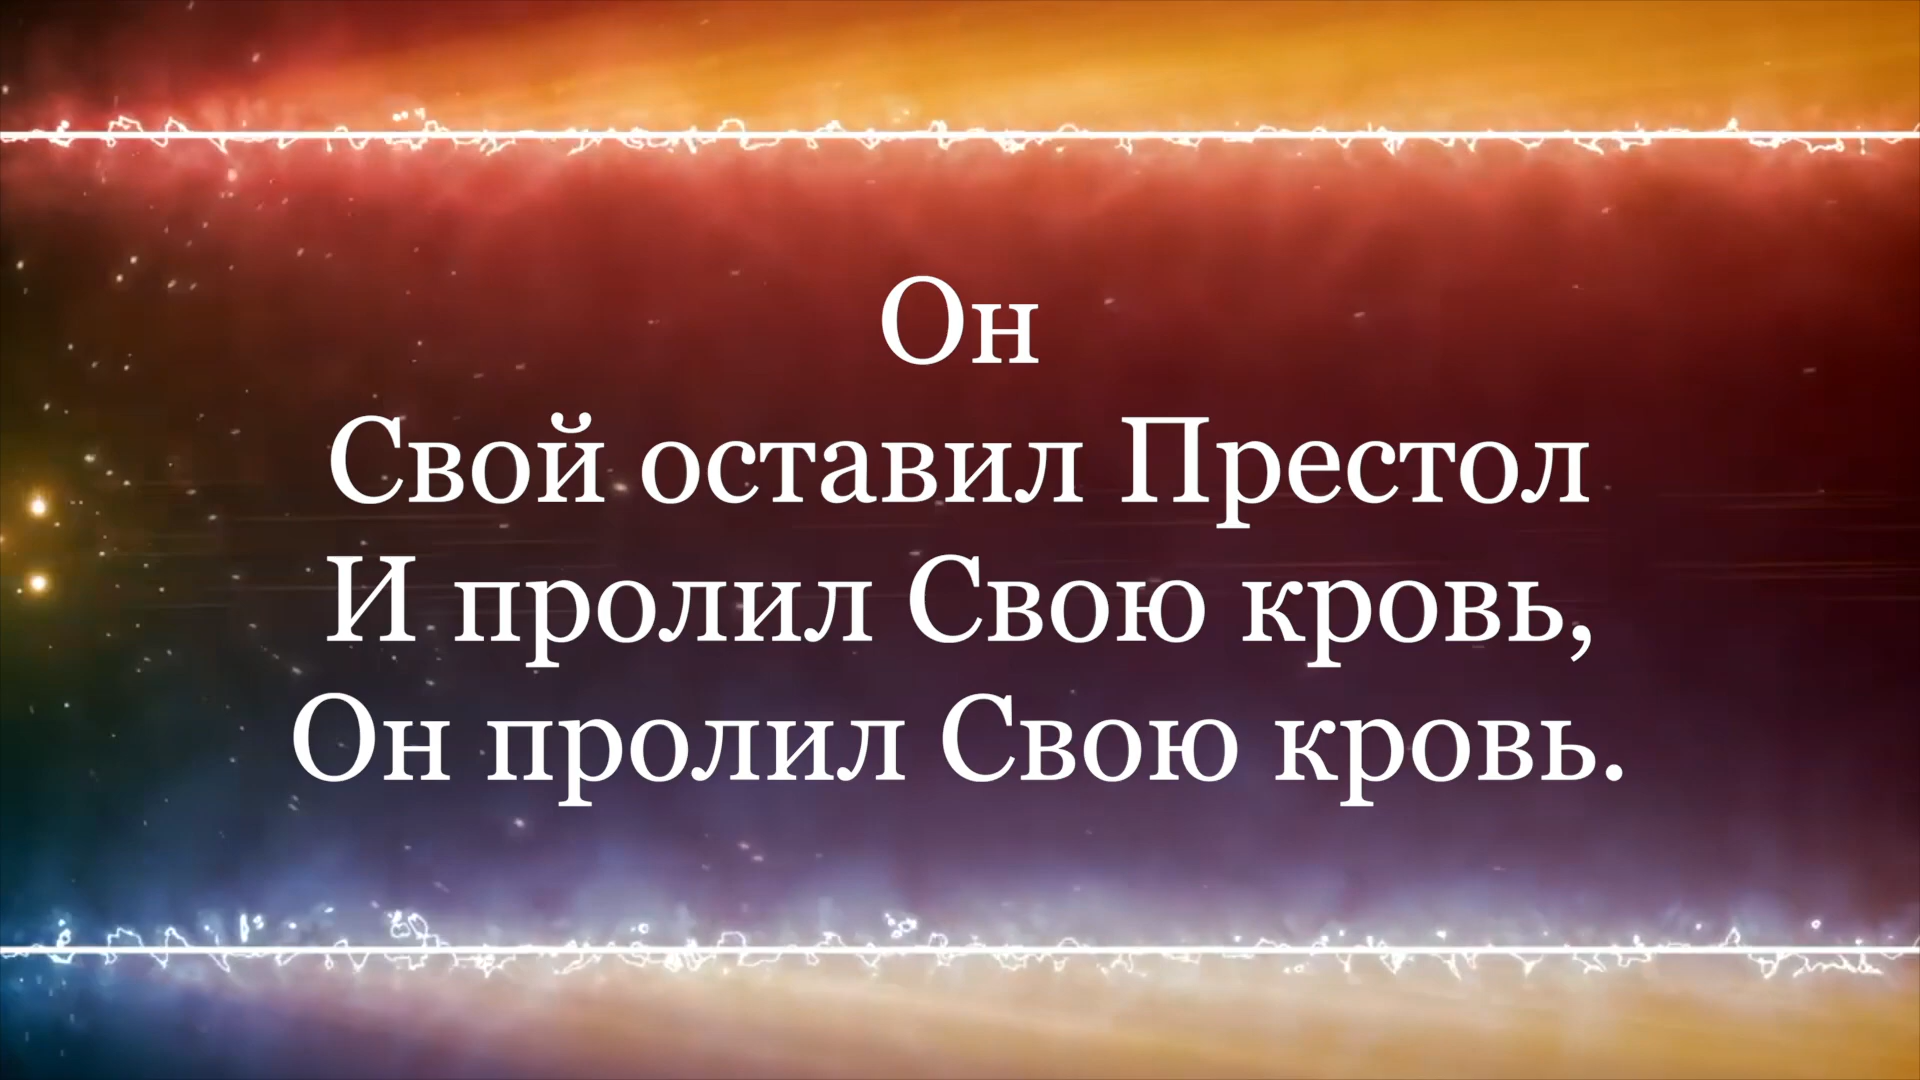 Он
Свой оставил Престол
И пролил Свою кровь,
Он пролил Свою кровь.